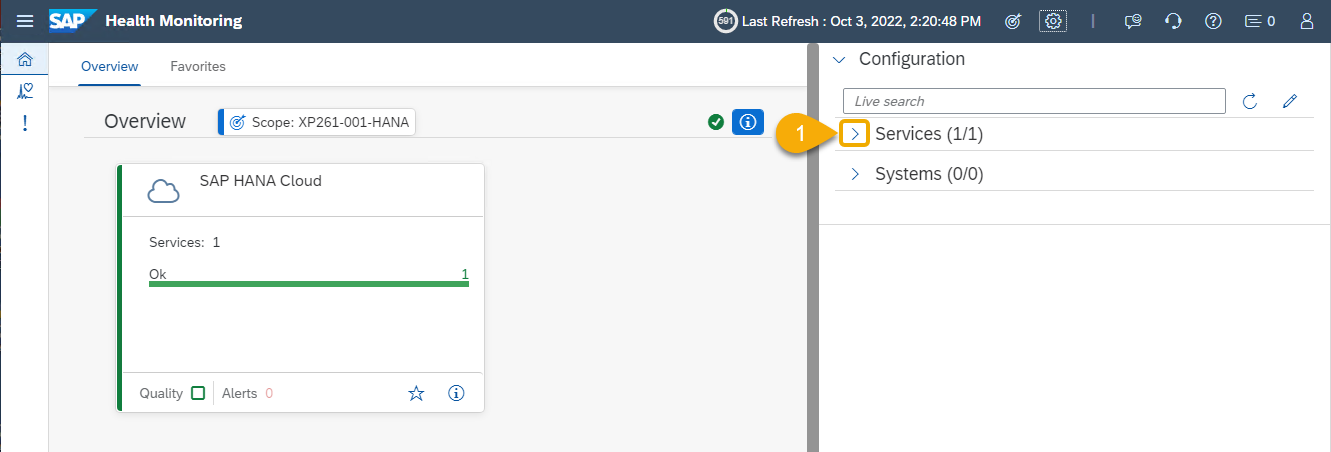 SAP Health Monitoring
591 Last Refresh : Oct 3, 2022, 2:20:48 PM
0
Overview Favorites
Overview
Scope: XP261-001-HANA
SAP HANA Cloud
Services: 1
Ok 1
Quality Alerts 0
Configuration
Live search
1
Services (1/1)
Systems (0/0)